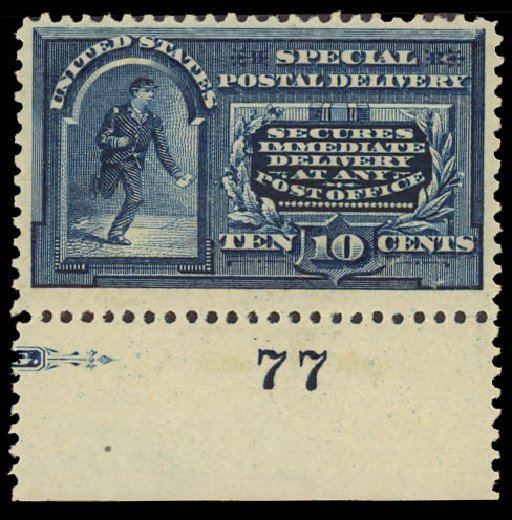 UNITED STATES
SPECIAL
POSTAL DELIVERY
SECURES
IMMEDIATE
DELIVERY
AT ANY
POST OFFICE
TEN 10 CENTS
77